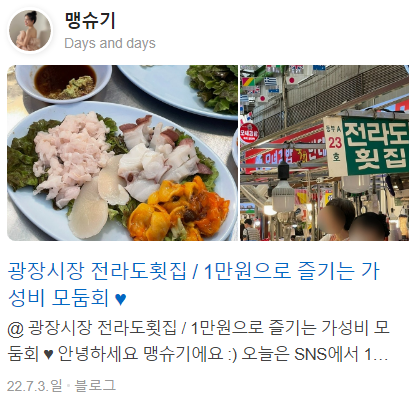 맹슈기
Days and days
동부 A
23
호
전라도
횟집
광장시장 전라도횟집 / 1만원으로 즐기는 가
성비 모둠회 ♥
@ 광장시장 전라도횟집 / 1만원으로 즐기는 가성비 모
둠회 ♥ 안녕하세요 맹슈기에요 :) 오늘은 SNS에서 1...
22.7.3.일 · 블로그